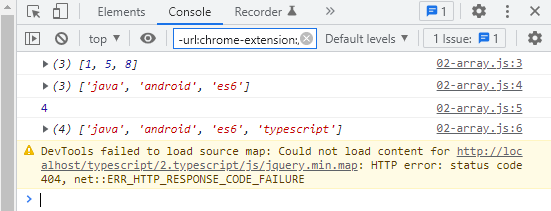 Elements Console Recorder 1
top -url:chrome-extension: Default levels 1 Issue: 1
(3) [1, 5, 8] 02-array.js:3
(3) ['java', 'android', 'es6'] 02-array.js:4
4 02-array.js:5
(4) ['java', 'android', 'es6', 'typescript'] 02-array.js:6
DevTools failed to load source map: Could not load content for http://loc
alhost/typescript/2.typescript/js/jquery.min.map: HTTP error: status code
404, net::ERR_HTTP_RESPONSE_CODE_FAILURE